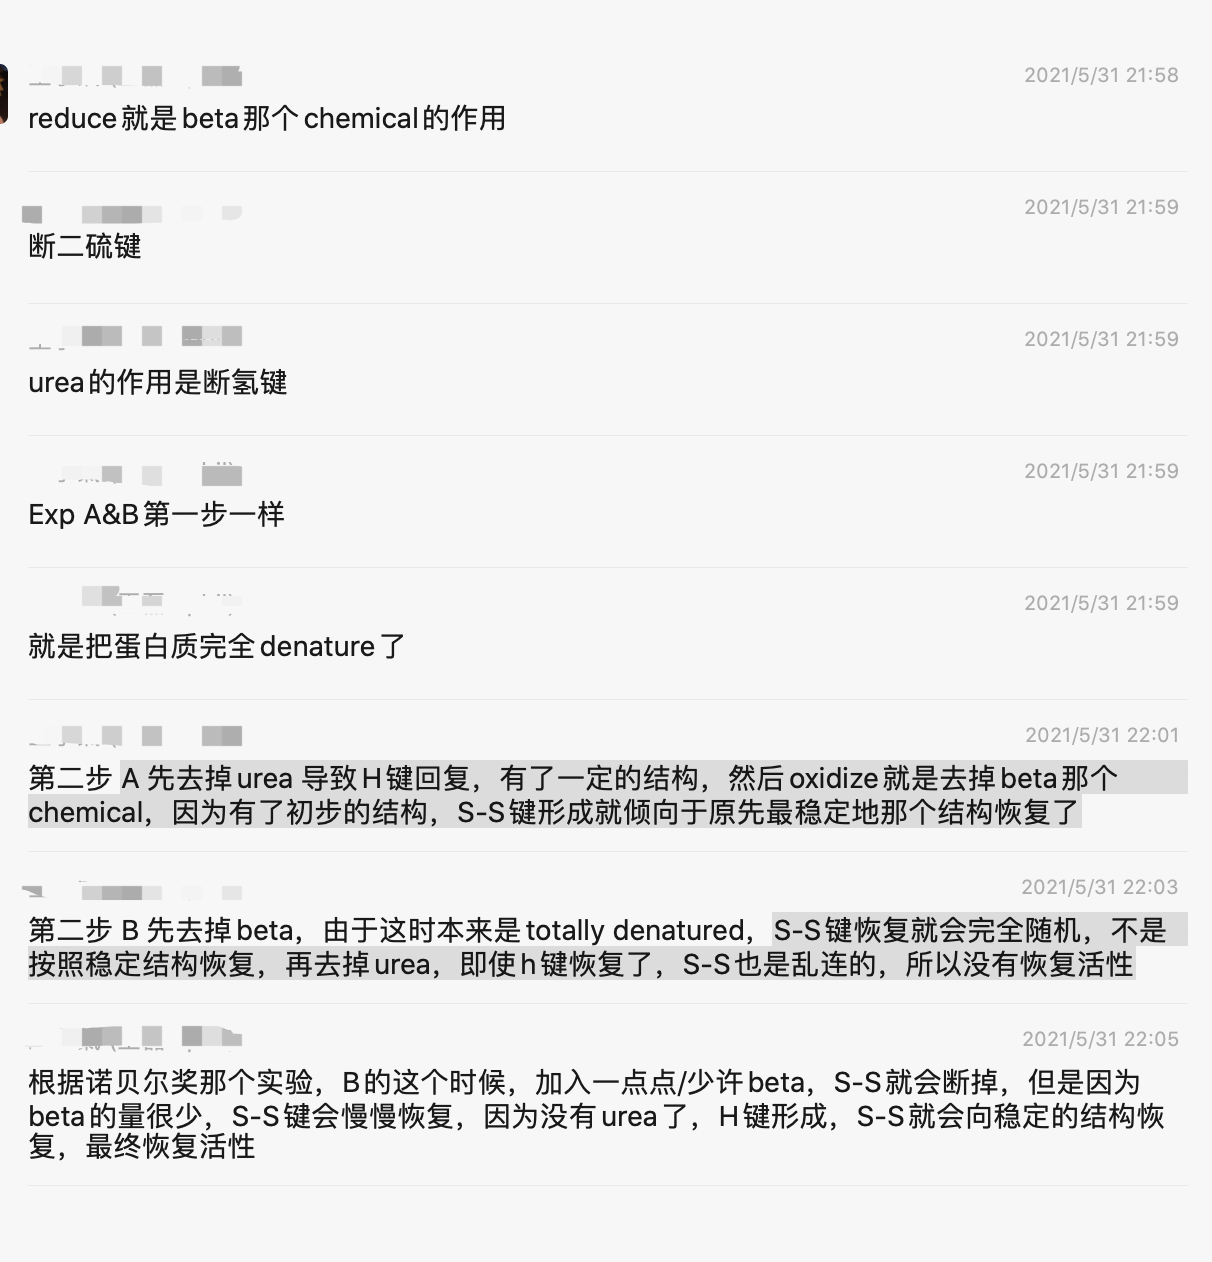 2021/5/31 21:58
reduce就是beta那个chemical的作用
2021/5/31 21:59
断二硫键
2021/5/31 21:59
urea的作用是断氢键
2021/5/31 21:59
Exp A&B第一步一样
2021/5/31 21:59
就是把蛋白质完全denature了
2021/5/31 22:01
第二步 A 先去掉urea 导致H键回复，有了一定的结构，然后oxidize就是去掉beta那个
chemical，因为有了初步的结构，S-S键形成就倾向于原先最稳定地那个结构恢复了
2021/5/31 22:03
第二步 B 先去掉beta，由于这时本来是totally denatured，S-S键恢复就会完全随机，不是
按照稳定结构恢复，再去掉urea，即使h键恢复了，S-S也是乱连的，所以没有恢复活性
2021/5/31 22:05
根据诺贝尔奖那个实验，B的这个时候，加入一点点/少许beta，S-S就会断掉，但是因为
beta的量很少，S-S键会慢慢恢复，因为没有urea了，H键形成，S-S就会向稳定的结构恢
复，最终恢复活性